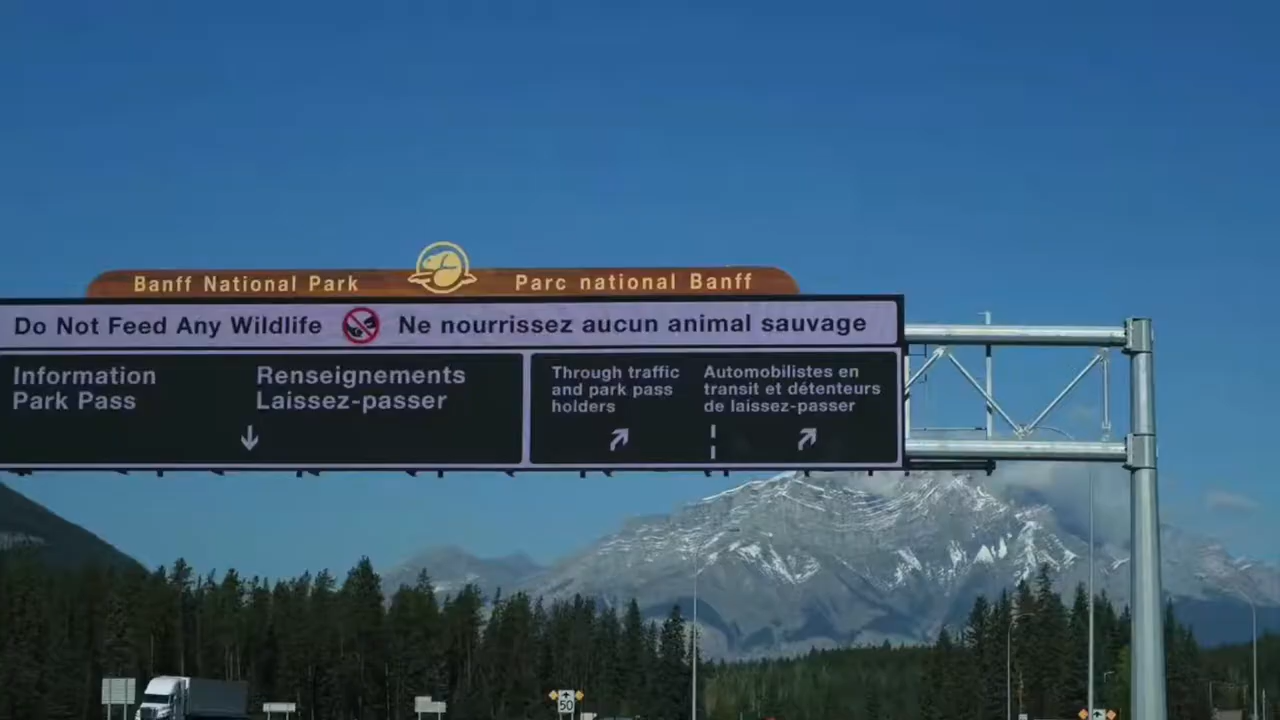 Banff National Park Parc national Banff
Do Not Feed Any Wildlife Ne nourrissez aucun animal sauvage
Information
Park Pass
Renseignements
Laissez-passer
Through traffic
and park pass
holders
Automobilistes en
transit et détenteurs
de laissez-passer
50